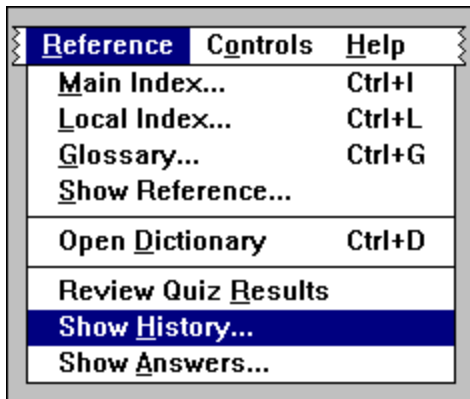 Reference Controls Help
Main Index... Ctrl+I
Local Index... Ctrl+L
Glossary... Ctrl+G
Show Reference...
Open Dictionary Ctrl+D
Review Quiz Results
Show History...
Show Answers...